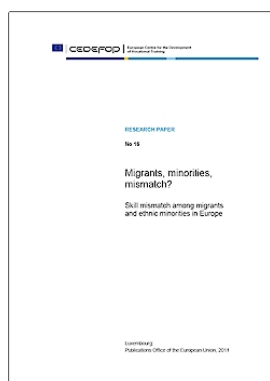 CEDEFOP
European Centre for the Development
of Vocational Training
RESEARCH PAPER
No 16
Migrants, minorities,
mismatch?
Skill mismatch among migrants
and ethnic minorities in Europe
Luxembourg:
Publications Office of the European Union, 2011